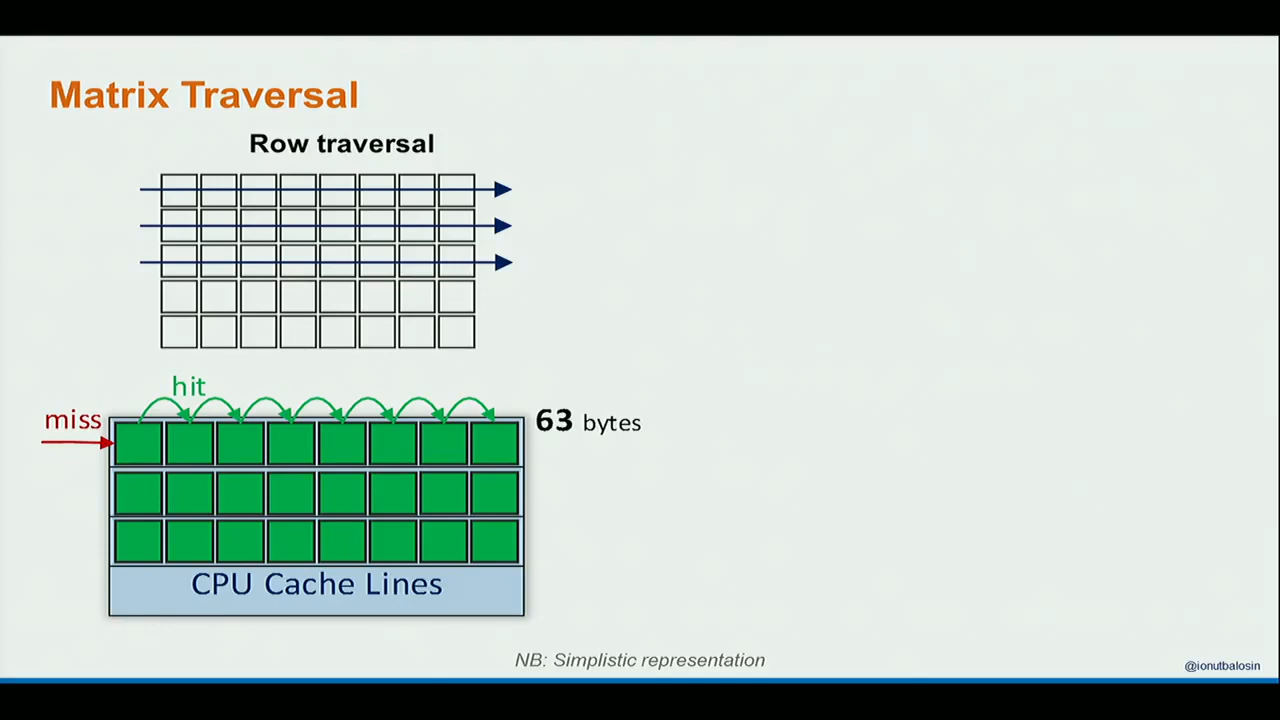 Matrix Traversal
Row traversal
hit
miss
63 bytes
CPU Cache Lines
NB: Simplistic representation
@ionutbalosin